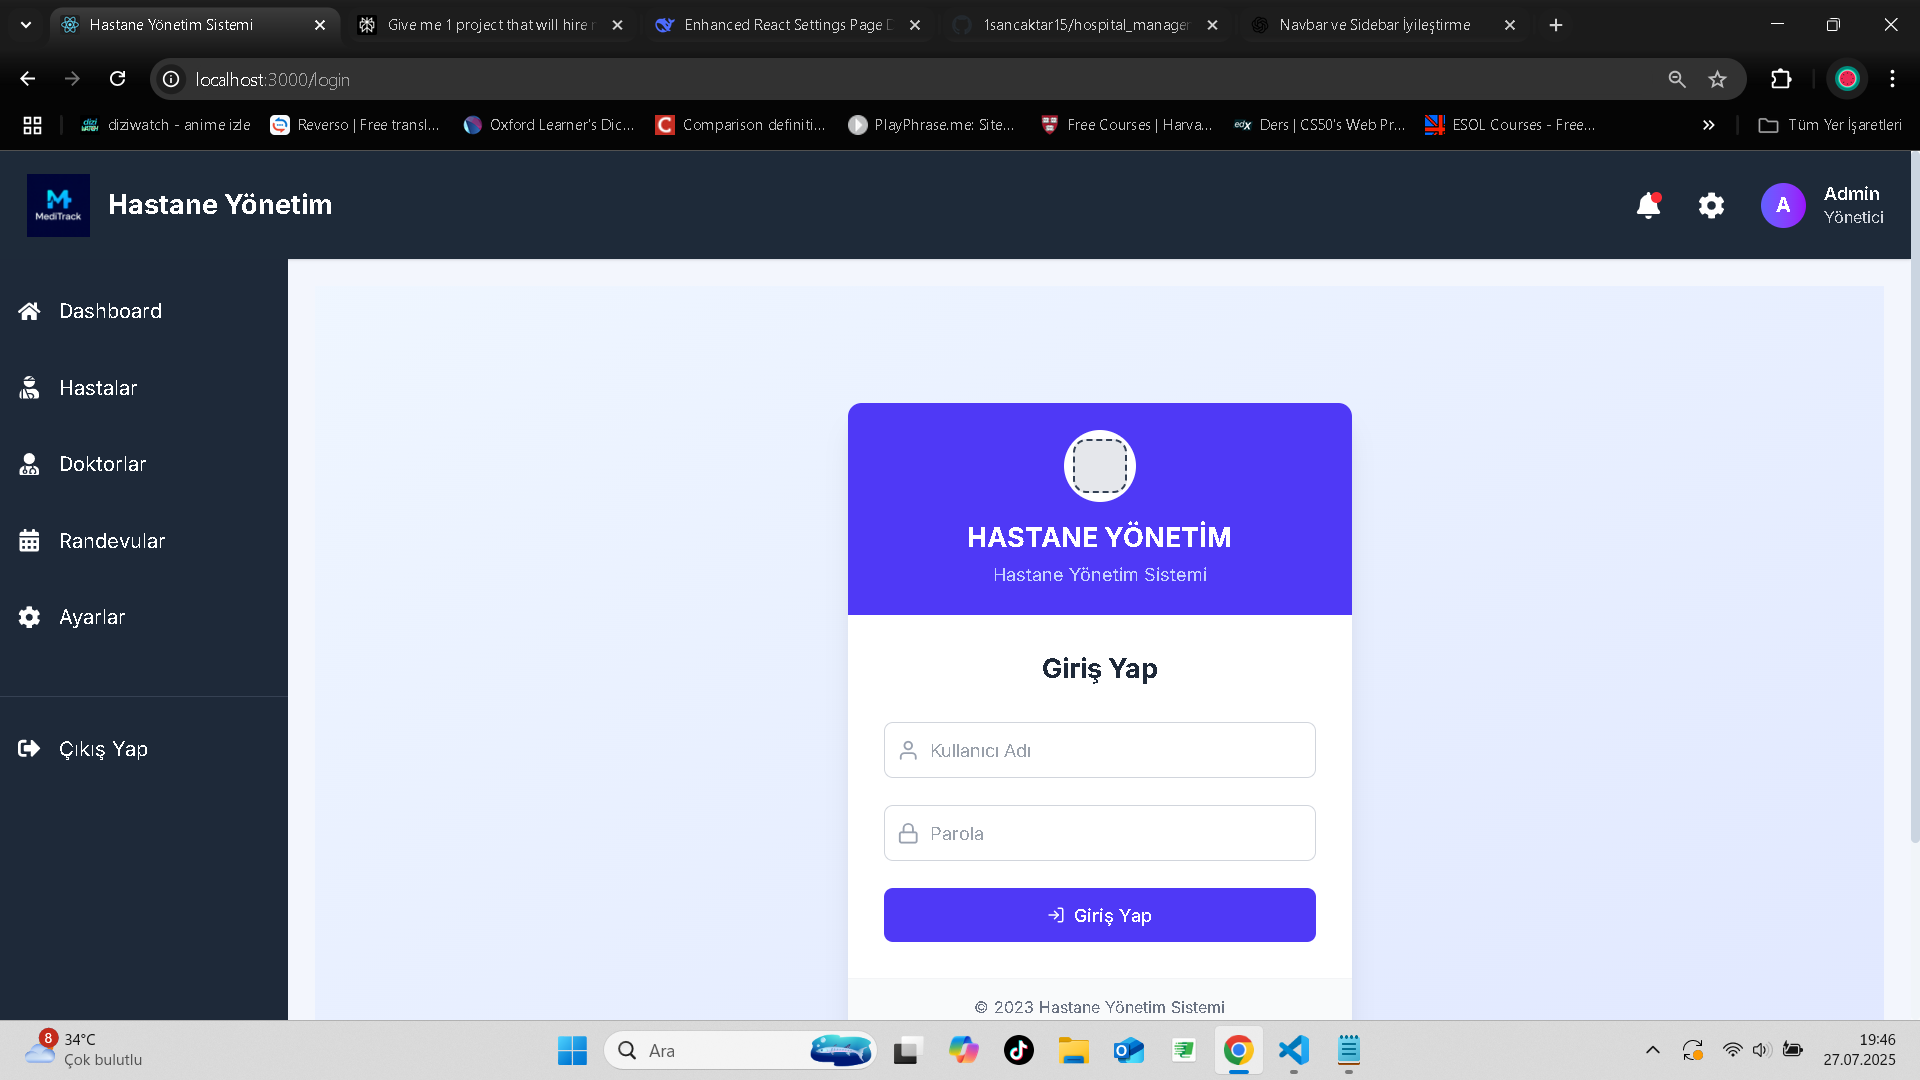 Hastane Yönetim Sistemi
Give me 1 project that will hire
Enhanced React Settings Page
1sancaktar15/hospital_manager
Navbar ve Sidebar İyileştirme
localhost:3000/login
diziwatch - anime izle
Reverso | Free transl...
Oxford Learner's Dic...
Comparison definiti...
PlayPhrase.me: Site...
Free Courses | Harva...
edX
Ders | CS50's Web Pr...
ESOL Courses - Free...
Tüm Yer İşaretleri
MediTrack
Hastane Yönetim
A
Admin
Yönetici
Dashboard
Hastalar
Doktorlar
Randevular
Ayarlar
Çıkış Yap
HASTANE YÖNETİM
Hastane Yönetim Sistemi
Giriş Yap
Kullanıcı Adı
Parola
Giriş Yap
© 2023 Hastane Yönetim Sistemi
8
34°C
Çok bulutlu
Ara
19:46
27.07.2025